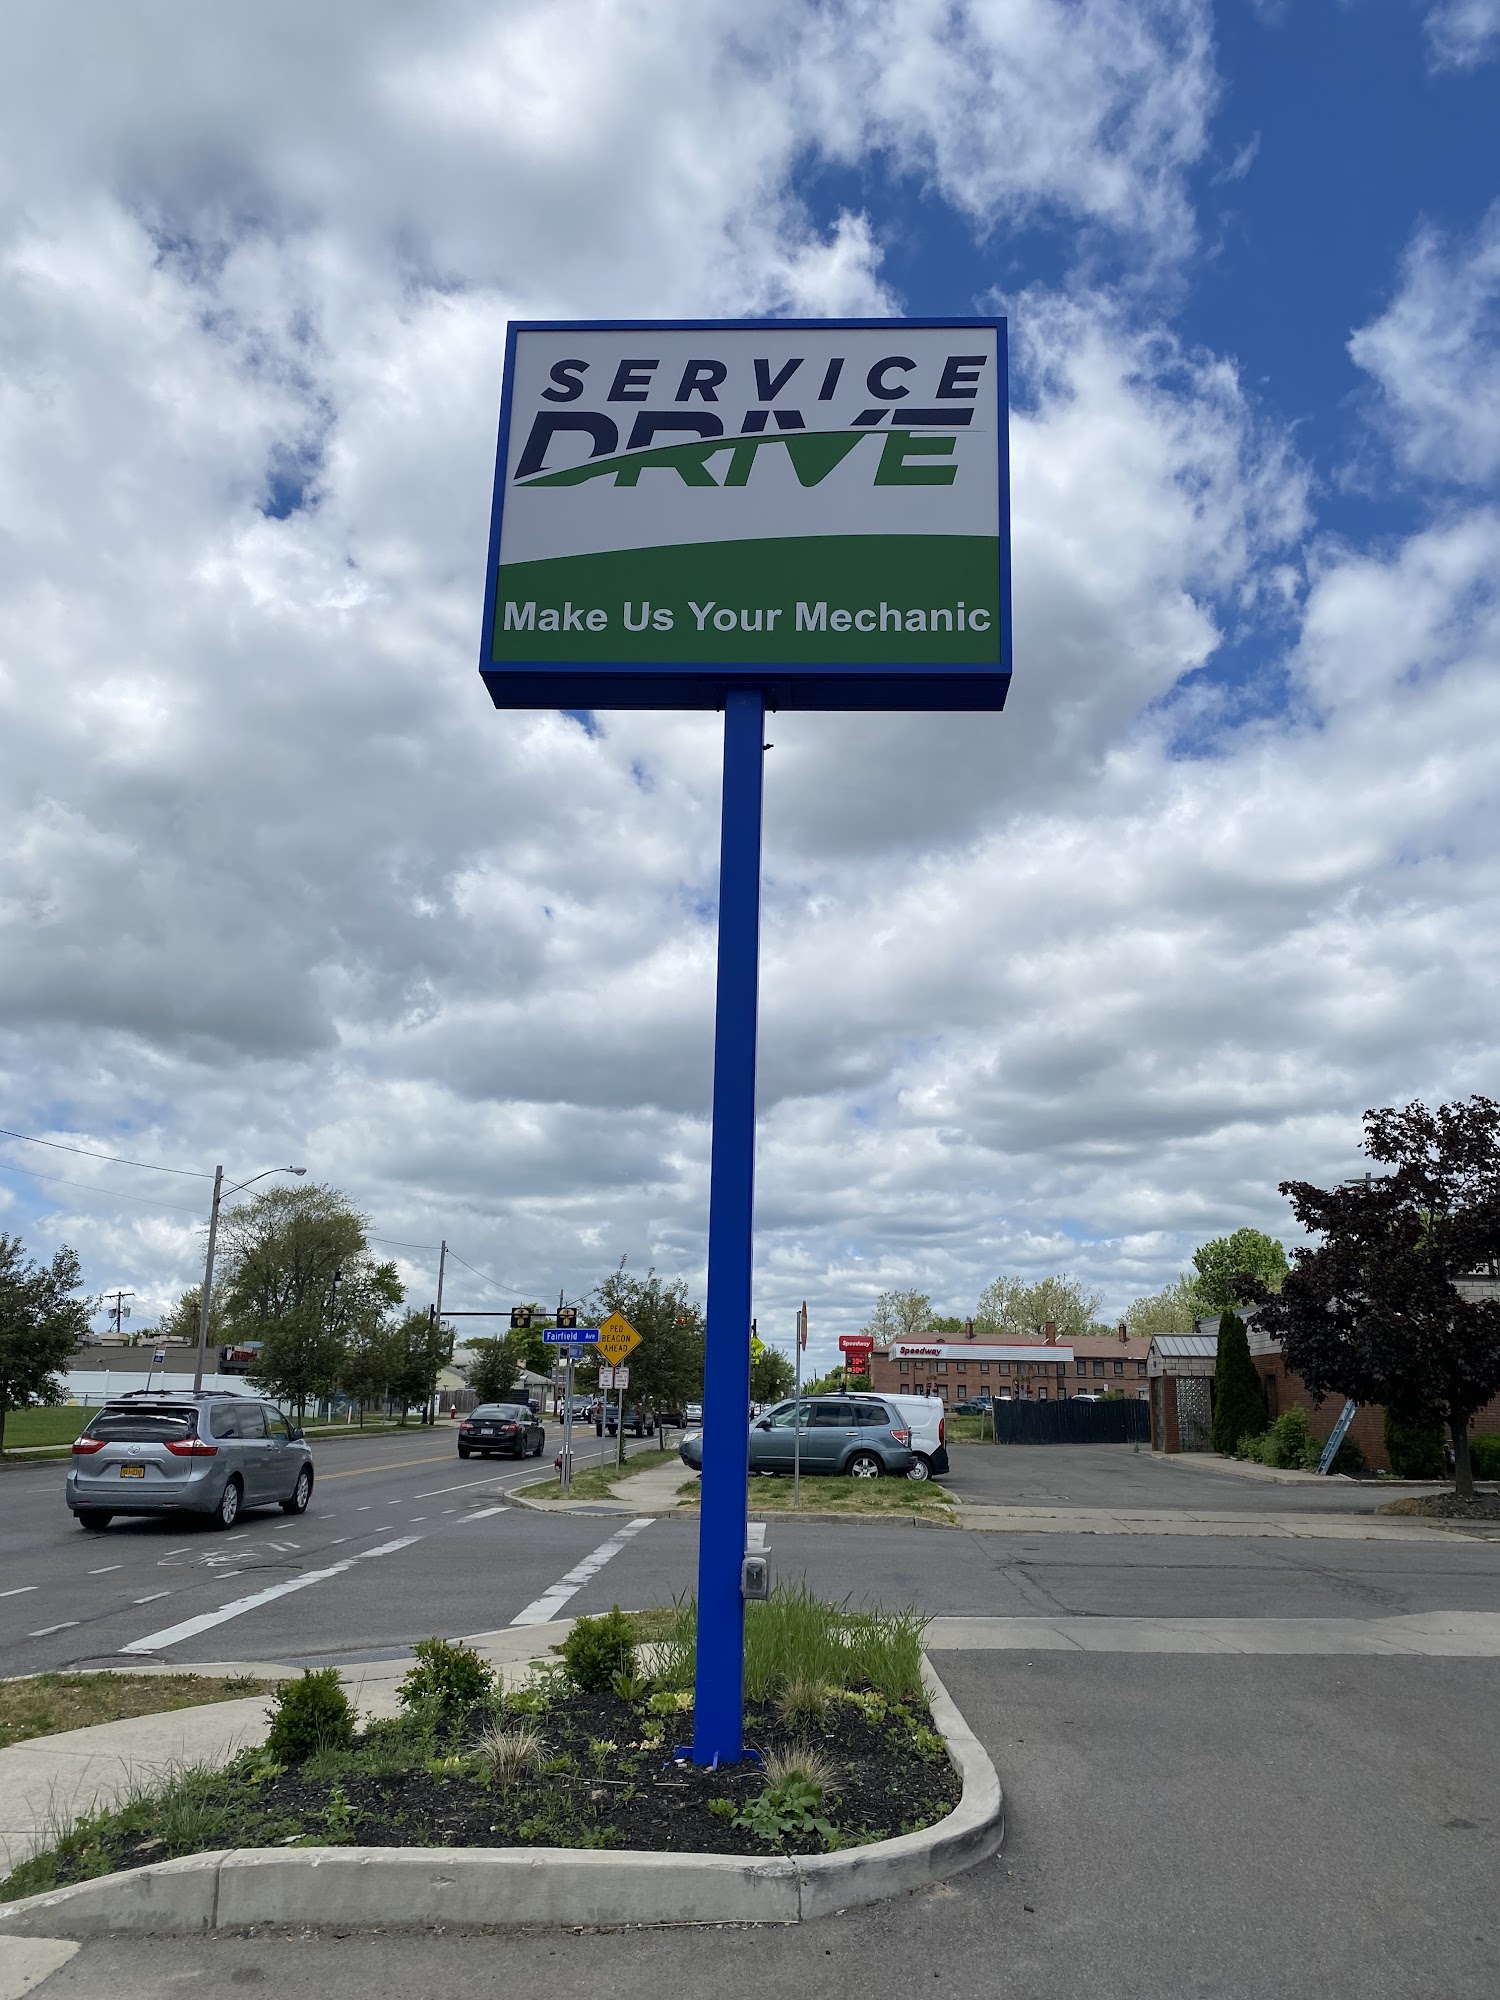 SERVICE
DRIVE
Make Us Your Mechanic
Fairfield Ave
PED
BEACON
AHEAD
Speedway
Speedway